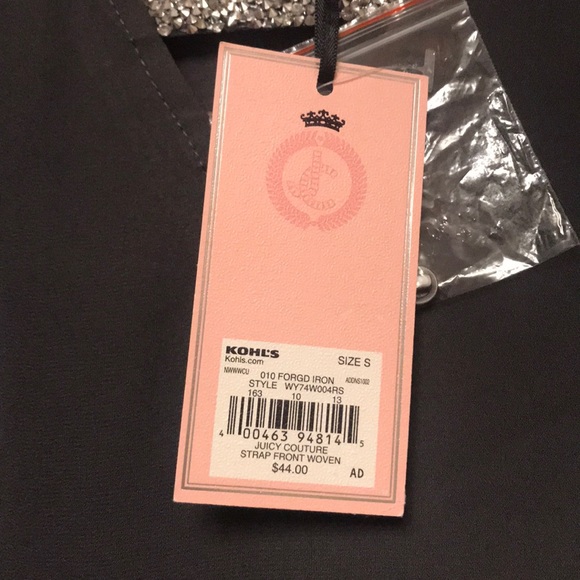 KOHL'S
Kohls.com SIZE S
NWWWCU 010 FORGD IRON ADDNS1002
STYLE WY74W004RS
163 10 13
4 00463 94814 5
JUICY COUTURE
STRAP FRONT WOVEN
$44.00 AD